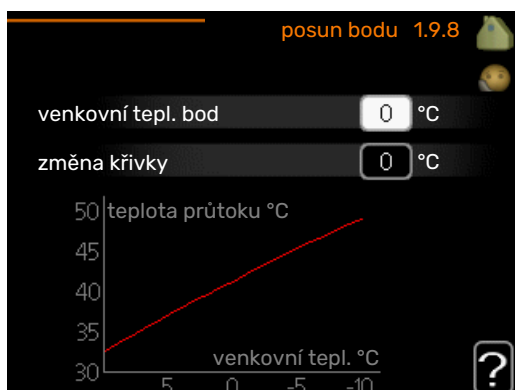 posun bodu 1.9.8
venkovní tepl. bod 0 °C
změna křivky 0 °C
teplota průtoku °C
50
45
40
35
30
venkovní tepl. °C
5 0 -5 -10
?